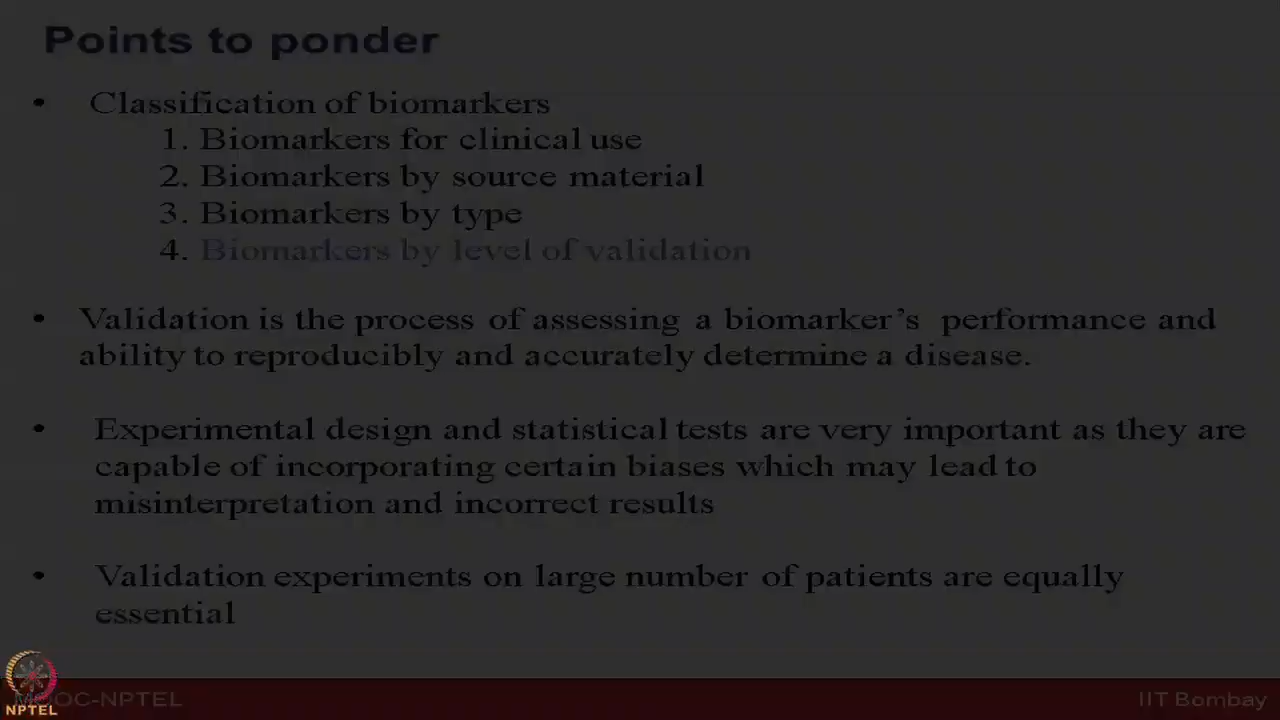 Points to ponder
• Classification of biomarkers
1. Biomarkers for clinical use
2. Biomarkers by source material
3. Biomarkers by type
4. Biomarkers by level of validation
• Validation is the process of assessing a biomarker’s performance and
ability to reproducibly and accurately determine a disease.
• Experimental design and statistical tests are very important as they are
capable of incorporating certain biases which may lead to
misinterpretation and incorrect results
• Validation experiments on large number of patients are equally
essential
MOOC-NPTEL
IIT Bombay
NPTEL